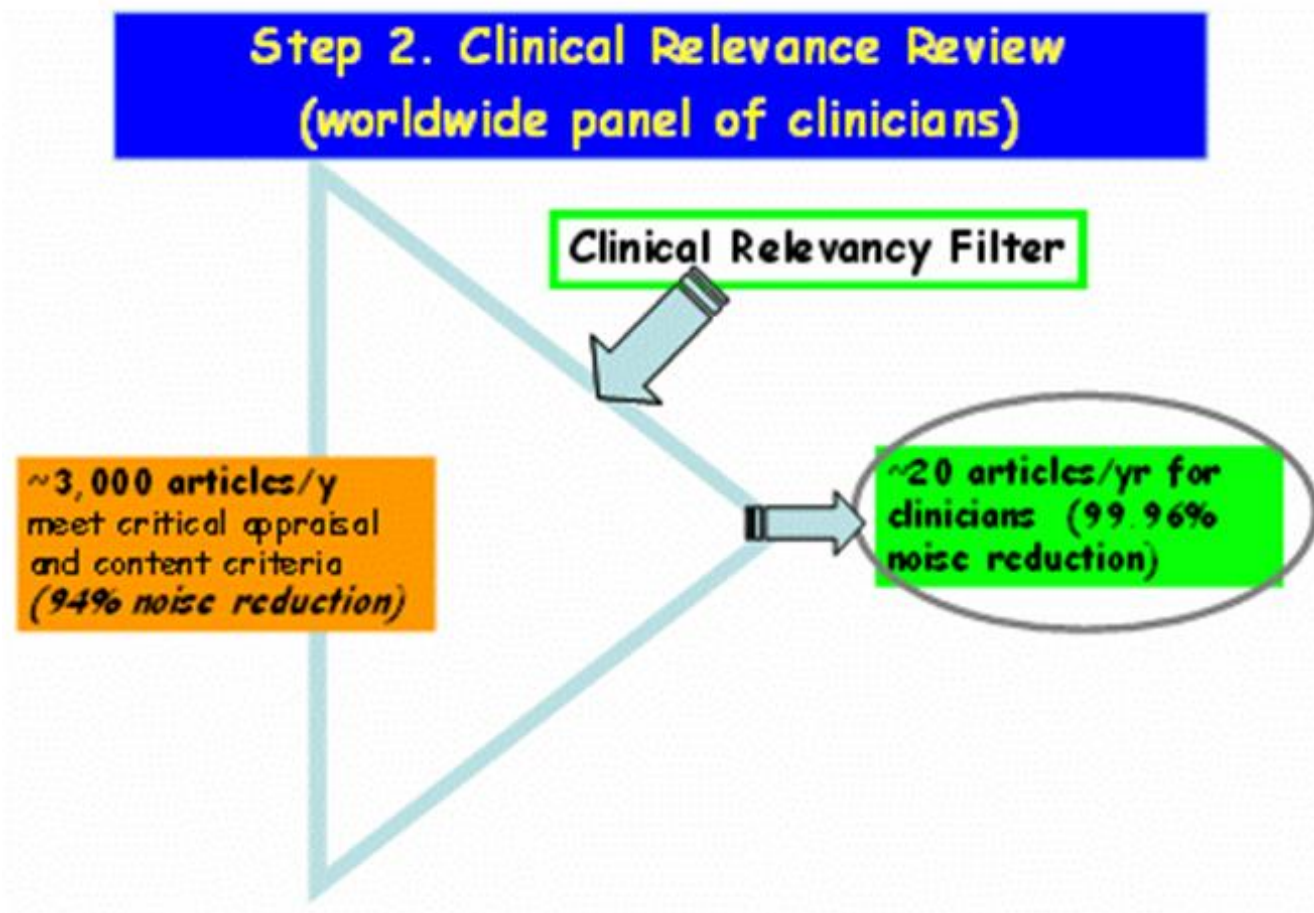 Step 2. Clinical Relevance Review
(worldwide panel of clinicians)
Clinical Relevancy Filter
~3,000 articles/y
meet critical appraisal
and content criteria
(94% noise reduction)
~20 articles/yr for
clinicians (99.96%
noise reduction)